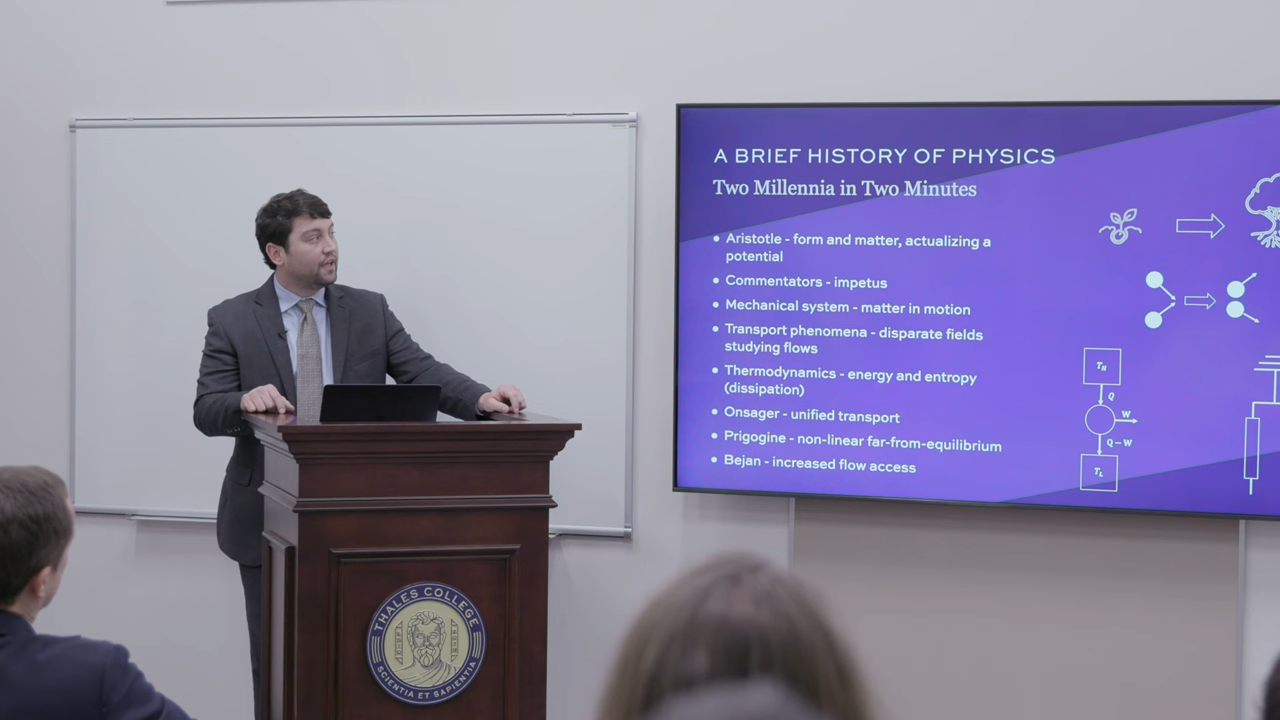 A BRIEF HISTORY OF PHYSICS
Two Millennia in Two Minutes
• Aristotle - form and matter, actualizing a
potential
• Commentators - impetus
• Mechanical system - matter in motion
• Transport phenomena - disparate fields
studying flows
• Thermodynamics - energy and entropy
(dissipation)
• Onsager - unified transport
• Prigogine - non-linear far-from-equilibrium
• Bejan - increased flow access
T_H
Q
W
Q-W
T_L
THALES COLLEGE
SCIENTIA ET SAPIENTIA